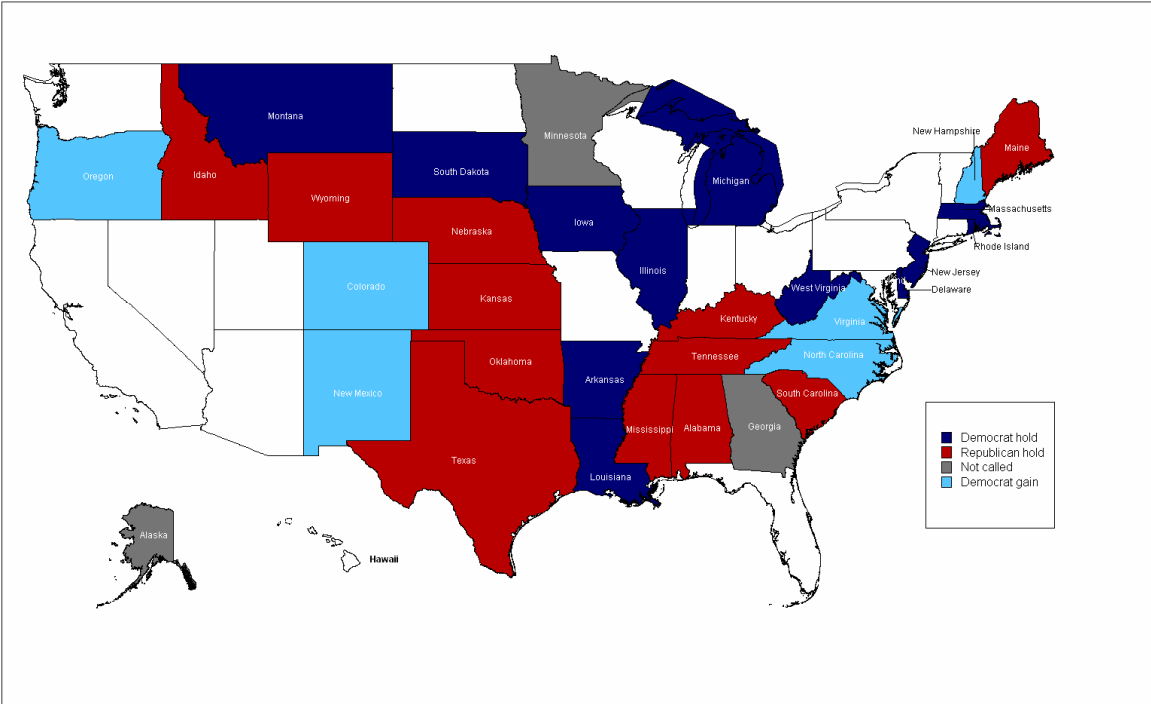 New Hampshire
Maine
Montana
Minnesota
Oregon
Idaho
South Dakota
Michigan
Wyoming
Massachusetts
Iowa
Nebraska
Rhode Island
Illinois
New Jersey
Colorado
West Virginia
Delaware
Kansas
Kentucky
Virginia
Tennessee
North Carolina
Oklahoma
Arkansas
New Mexico
South Carolina
Mississippi
Alabama
Georgia
Texas
Louisiana
Democrat hold
Republican hold
Not called
Democrat gain
Alaska
Hawaii